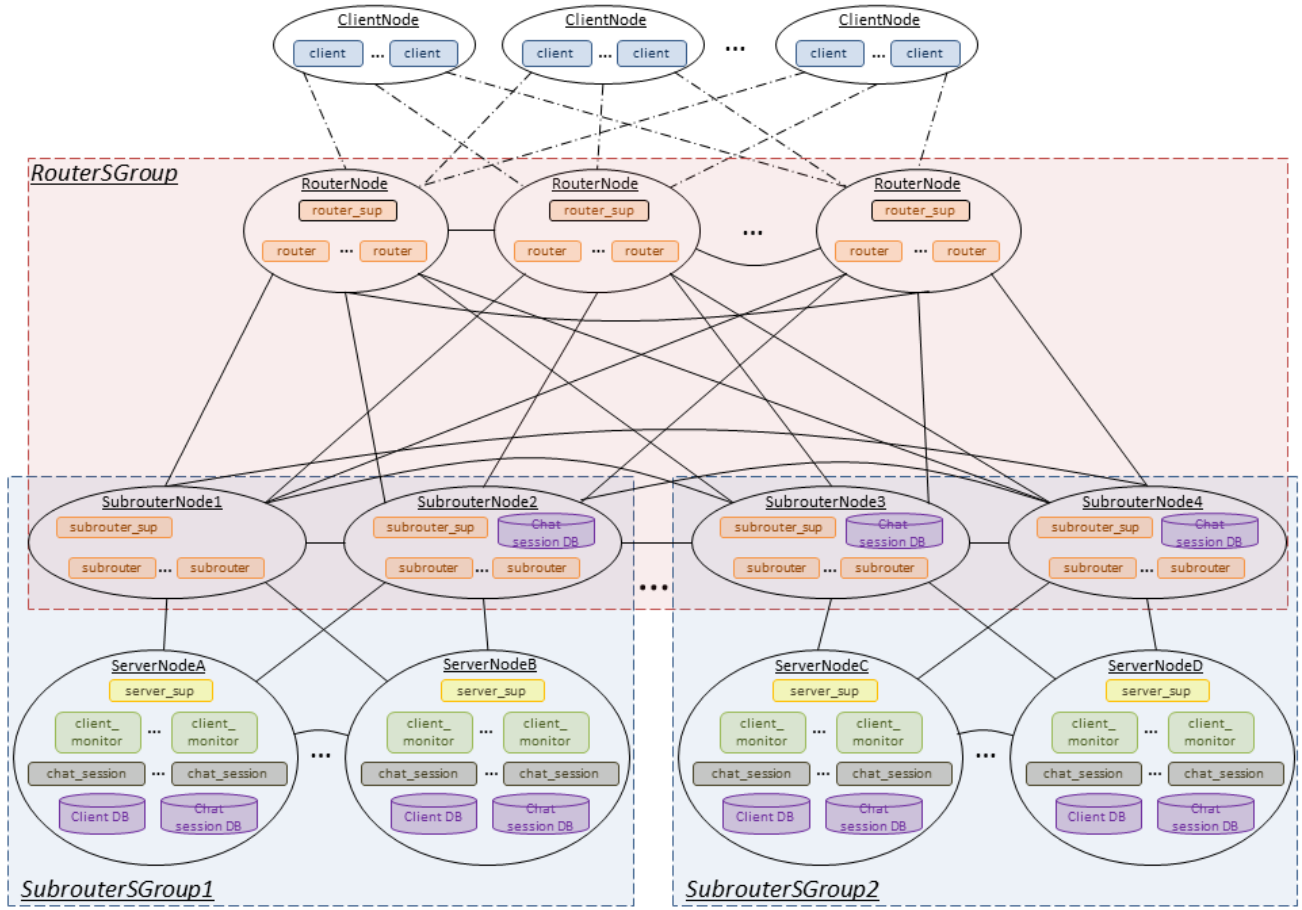 ClientNode ClientNode ClientNode
client ... client client ... client ... client ... client
RouterSGroup
RouterNode RouterNode RouterNode
router_sup router_sup router_sup
...
router ... router router ... router router ... router
SubrouterNode1 SubrouterNode2 SubrouterNode3 SubrouterNode4
subrouter_sup subrouter_sup Chat subrouter_sup Chat subrouter_sup Chat
session DB session DB session DB
subrouter ... subrouter subrouter ... subrouter subrouter ... subrouter subrouter ... subrouter
...
ServerNodeA ServerNodeB ServerNodeC ServerNodeD
server_sup server_sup server_sup server_sup
client_ ... client_ client_ ... client_ client_ ... client_ client_ ... client_
monitor monitor monitor monitor monitor monitor monitor monitor
... ...
chat_session ... chat_session chat_session ... chat_session chat_session ... chat_session chat_session ... chat_session
Chat Chat Chat Chat
Client DB session DB Client DB session DB Client DB session DB Client DB session DB
SubrouterSGroup1 SubrouterSGroup2